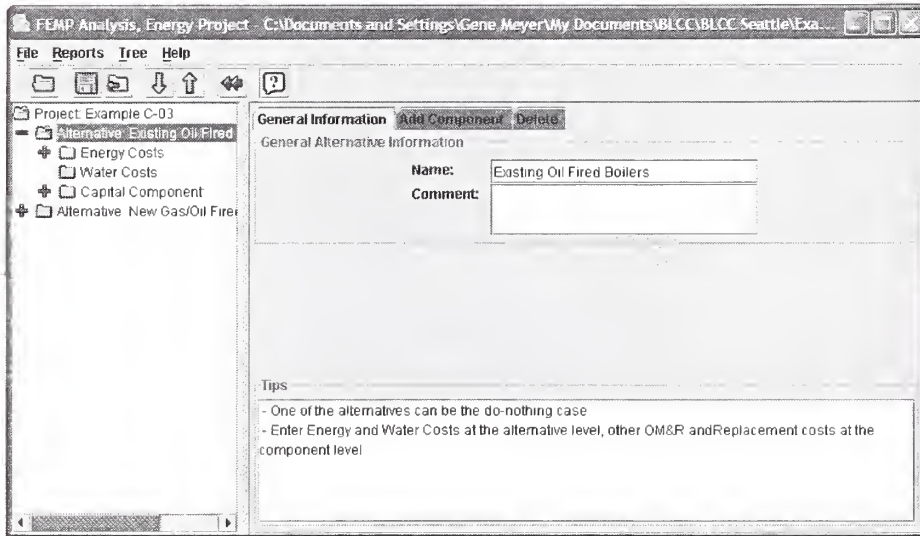 FEMP Analysis, Energy Project - C:\Documents and Settings\Gene Meyer\My Documents\BLCC\BLCC Seattle\Exa...
File Reports Tree Help
Project: Example C-03
Alternative: Existing Oil Fired
Energy Costs
Water Costs
Capital Component
Alternative: New Gas/Oil Fire
General Information Add Component Delete
General Alternative Information
Name: Existing Oil Fired Boilers
Comment:
Tips
- One of the alternatives can be the do-nothing case
- Enter Energy and Water Costs at the alternative level, other OM&R andReplacement costs at the
component level